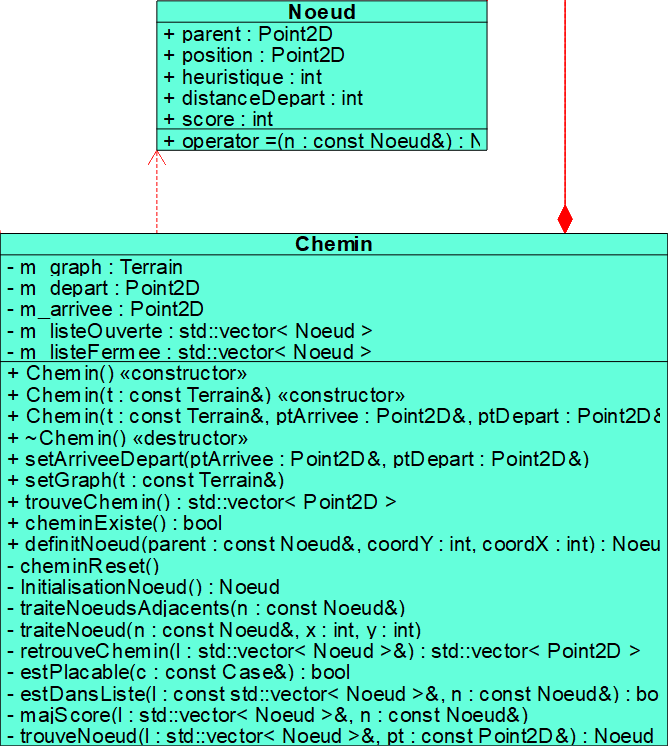 Noeud
+ parent : Point2D
+ position : Point2D
+ heuristique : int
+ distanceDepart : int
+ score : int
+ operator =(n : const Noeud&) : N
Chemin
- m_graph : Terrain
- m_depart : Point2D
- m_arrivee : Point2D
- m_listeOuverte : std::vector< Noeud >
- m_listeFermee : std::vector< Noeud >
+ Chemin() «constructor»
+ Chemin(t : const Terrain&) «constructor»
+ Chemin(t : const Terrain&, ptArrivee : Point2D&, ptDepart : Point2D&
+ ~Chemin() «destructor»
+ setArriveeDepart(ptArrivee : Point2D&, ptDepart : Point2D&)
+ setGraph(t : const Terrain&)
+ trouveChemin() : std::vector< Point2D >
+ cheminExiste() : bool
+ definitNoeud(parent : const Noeud&, coordY : int, coordX : int) : Noeu
- cheminReset()
- InitialisationNoeud() : Noeud
- traiteNoeudsAdjacents(n : const Noeud&)
- traiteNoeud(n : const Noeud&, x : int, y : int)
- retrouveChemin(l : std::vector< Noeud >&) : std::vector< Point2D >
- estPlacable(c : const Case&) : bool
- estDansListe(l : const std::vector< Noeud >&, n : const Noeud&) : bo
- majScore(l : std::vector< Noeud >&, n : const Noeud&)
- trouveNoeud(l : std::vector< Noeud >&, pt : const Point2D&) : Noeud